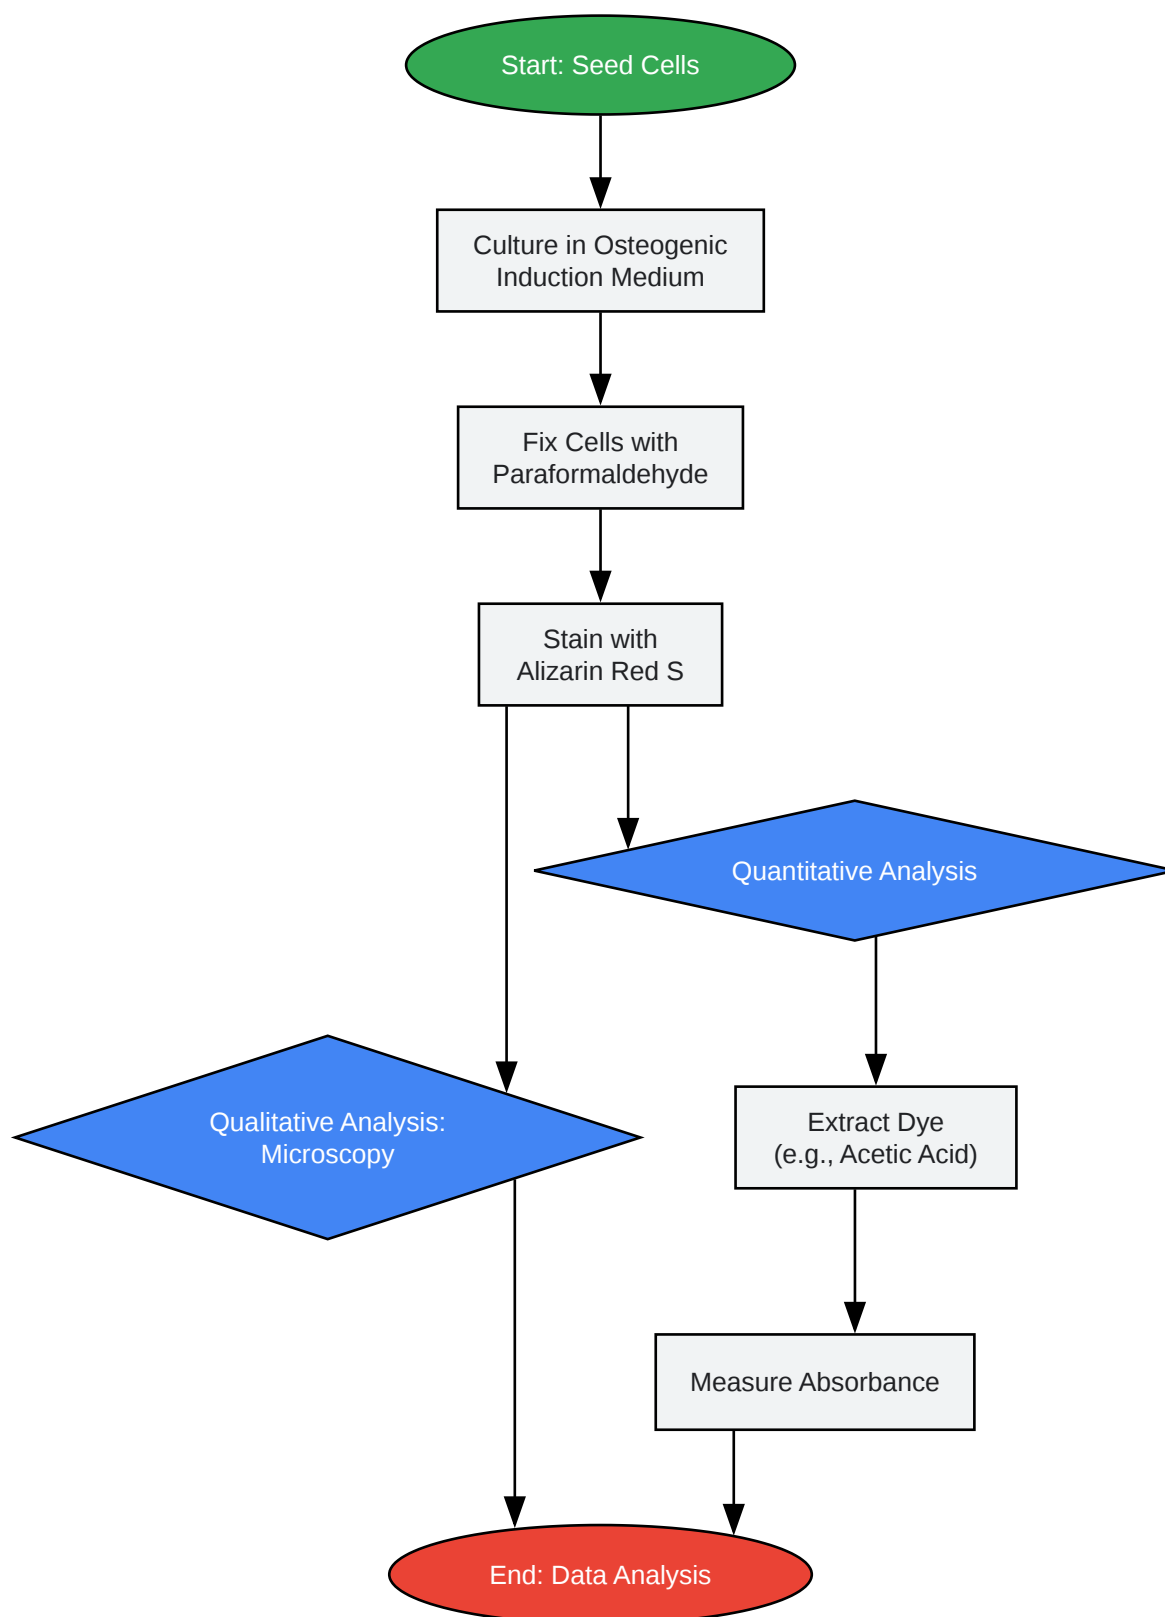 Start: Seed Cells
Culture in Osteogenic
Induction Medium
Fix Cells with
Paraformaldehyde
Stain with
Alizarin Red S
Quantitative Analysis
Qualitative Analysis:
Microscopy
Extract Dye
(e.g., Acetic Acid)
Measure Absorbance
End: Data Analysis